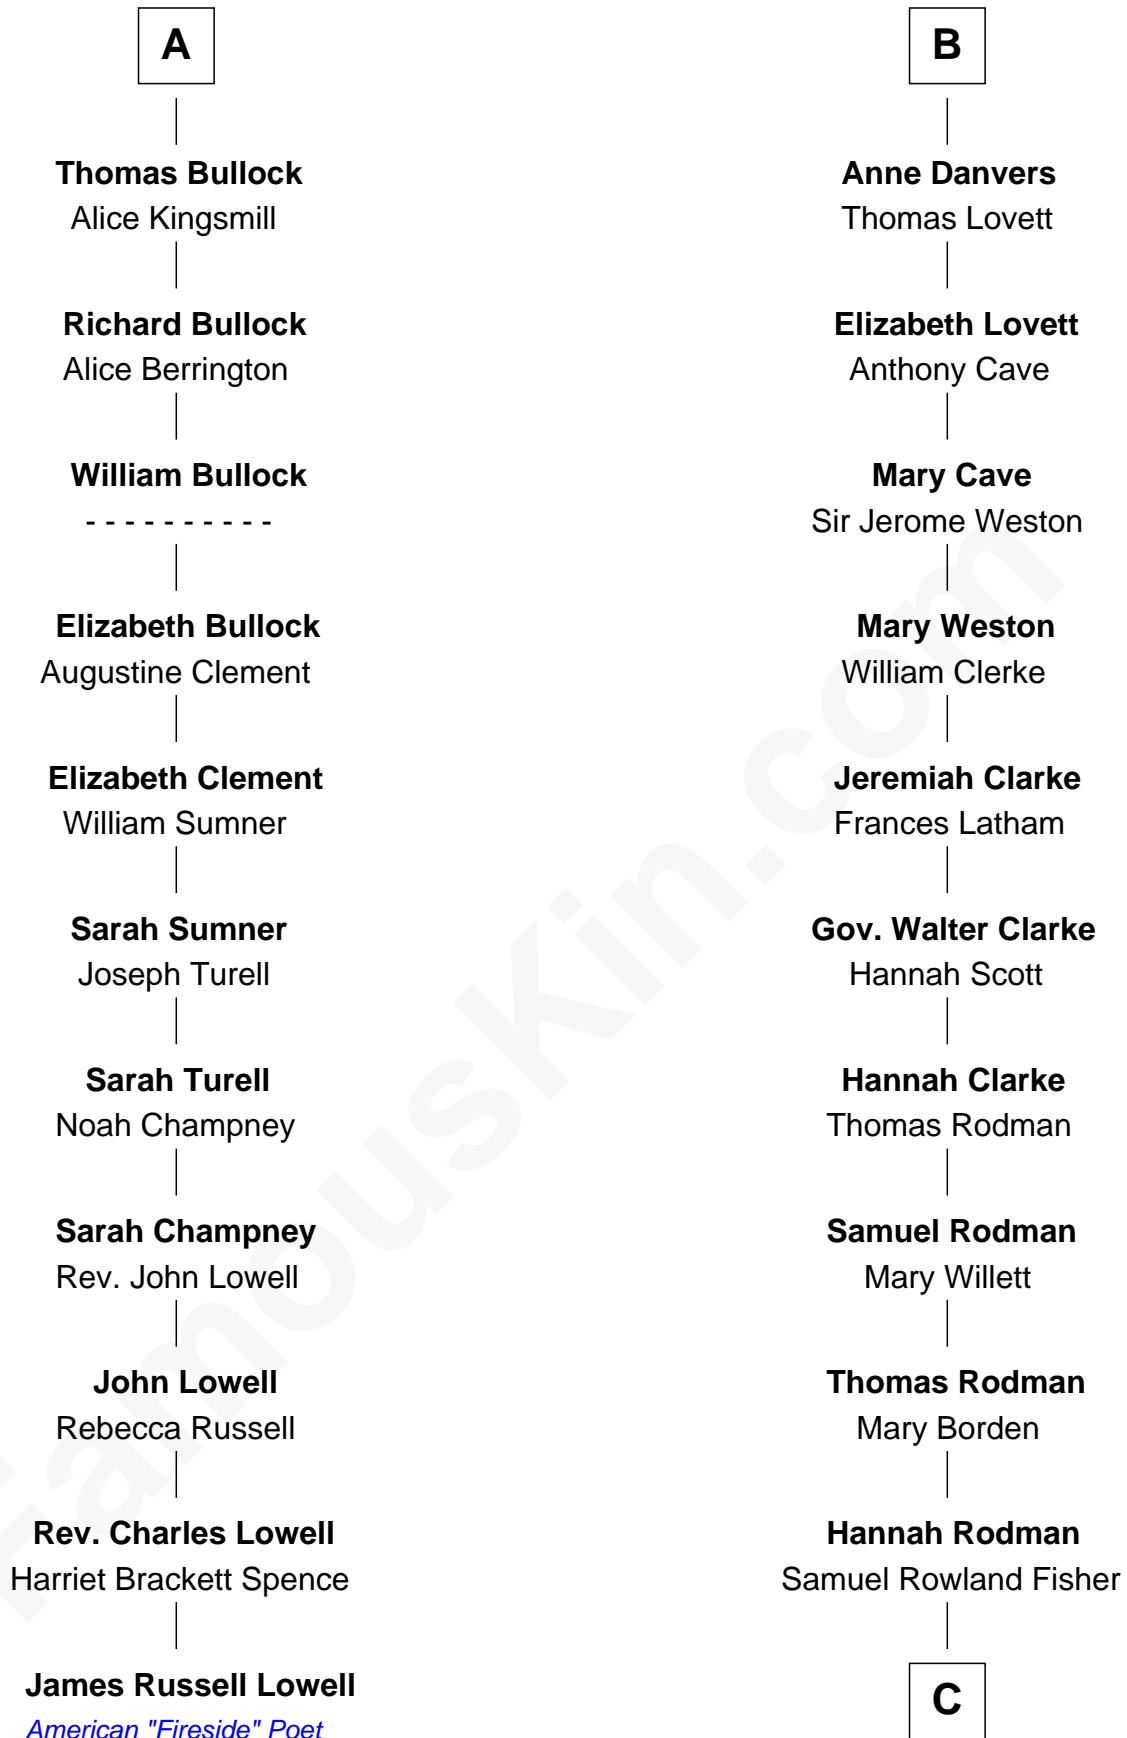 A
Thomas Bullock
Alice Kingsmill
Richard Bullock
Alice Berrington
William Bullock
- - - - - - - - - -
Elizabeth Bullock
Augustine Clement
Elizabeth Clement
William Sumner
Sarah Sumner
Joseph Turell
Sarah Turell
Noah Champney
Sarah Champney
Rev. John Lowell
John Lowell
Rebecca Russell
Rev. Charles Lowell
Harriet Brackett Spence
James Russell Lowell
American "Fireside" Poet
B
Anne Danvers
Thomas Lovett
Elizabeth Lovett
Anthony Cave
Mary Cave
Sir Jerome Weston
Mary Weston
William Clerke
Jeremiah Clarke
Frances Latham
Gov. Walter Clarke
Hannah Scott
Hannah Clarke
Thomas Rodman
Samuel Rodman
Mary Willett
Thomas Rodman
Mary Borden
Hannah Rodman
Samuel Rowland Fisher
C
FamousKin.com